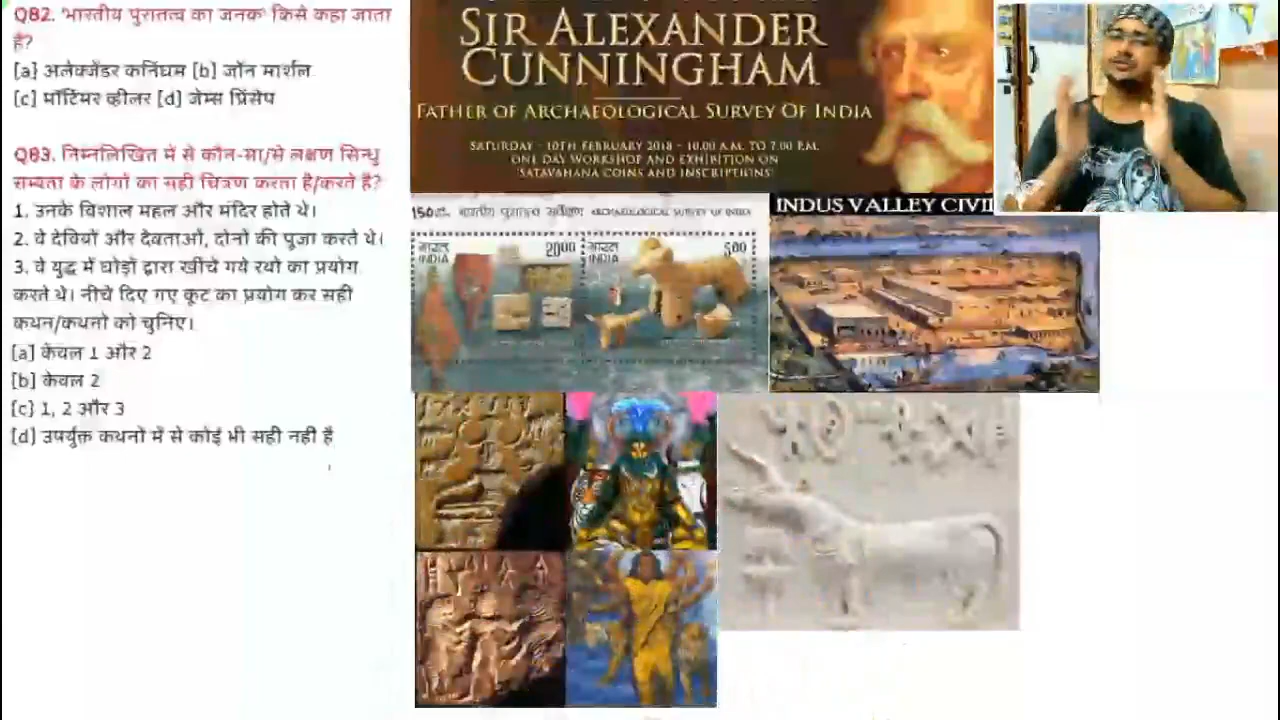 Q82. 'भारतीय पुरातत्व का जनक' किसे कहा जाता
है?
[a] अलेक्जेंडर कनिंघम [b] जॉन मार्शल
[c] मॉर्टिमर व्हीलर [d] जेम्स प्रिंसेप
Q83. निम्नलिखित में से कौन-सा/से लक्षण सिन्धु
सभ्यता के लोगों का सही चित्रण करता है/करते है?
1. उनके विशाल महल और मंदिर होते थे।
2. वे देवियों और देवताओं, दोनों की पूजा करते थे।
3. वे युद्ध में घोड़ों द्वारा खींचे गये रथों का प्रयोग
करते थे। नीचे दिए गए कूट का प्रयोग कर सही
कथन/कथनों को चुनिए।
[a] केवल 1 और 2
[b] केवल 2
[c] 1, 2 और 3
[d] उपर्युक्त कथनों में से कोई भी सही नहीं है
SIR ALEXANDER
CUNNINGHAM
FATHER OF ARCHAEOLOGICAL SURVEY OF INDIA
SATURDAY - 10TH FEBRUARY 2018 - 10.00 A.M. TO 7.00 P.M.
ONE DAY WORKSHOP AND EXHIBITION ON
'SATAVAHANA COINS AND INSCRIPTIONS'
भारतीय पुरातत्व सर्वेक्षण ARCHAEOLOGICAL SURVEY OF INDIA
भारत INDIA 2000
भारत INDIA 500
INDUS VALLEY CIVI